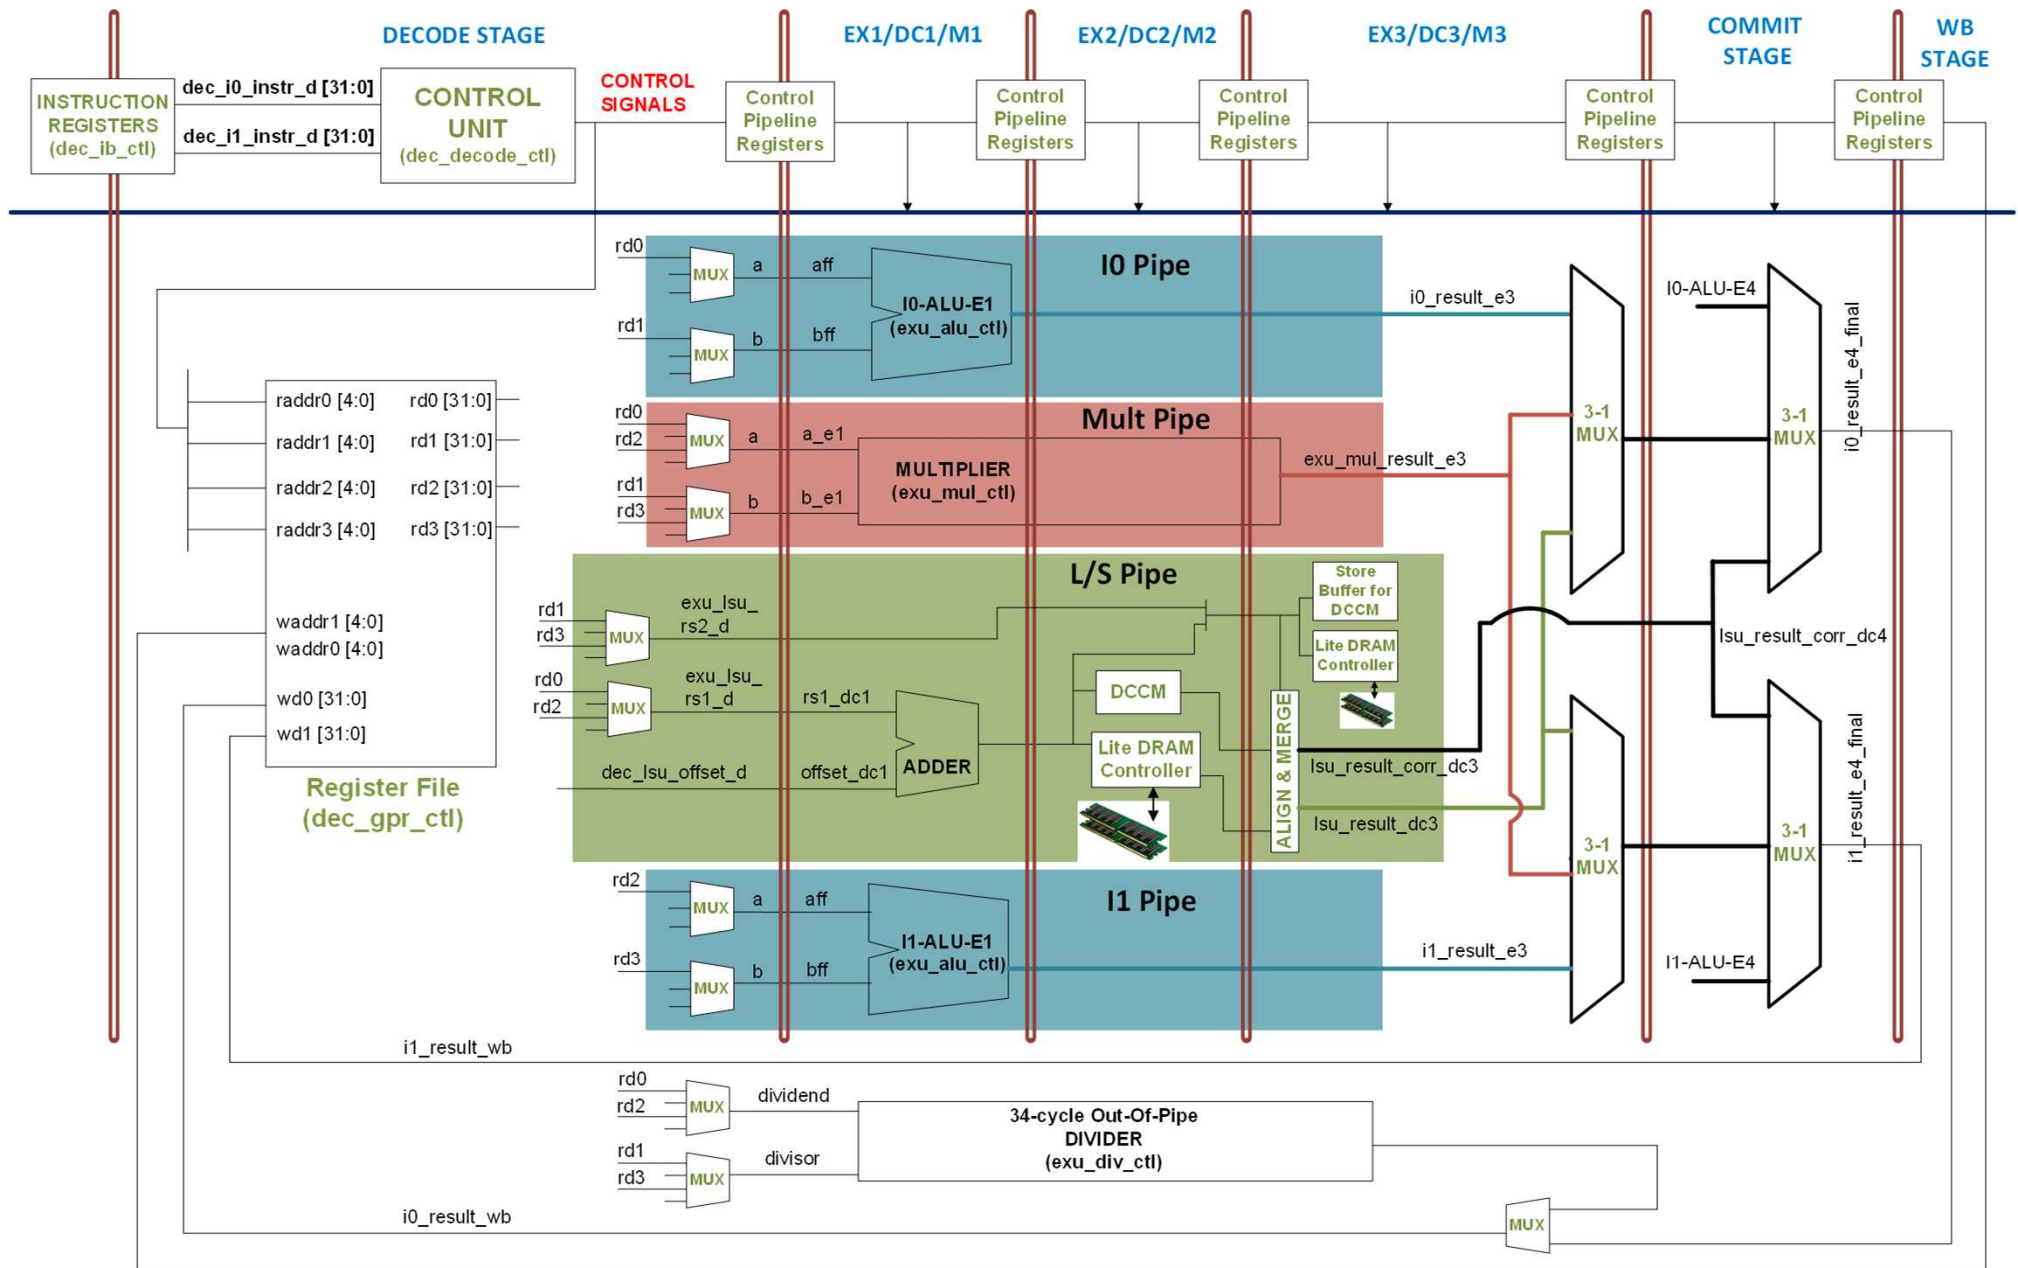 DECODE STAGE
EX1/DC1/M1
EX2/DC2/M2
EX3/DC3/M3
COMMIT
STAGE
WB
STAGE
INSTRUCTION
REGISTERS
(dec_ib_ctl)
dec_i0_instr_d [31:0]
dec_i1_instr_d [31:0]
CONTROL
UNIT
(dec_decode_ctl)
CONTROL
SIGNALS
Control
Pipeline
Registers
Control
Pipeline
Registers
Control
Pipeline
Registers
Control
Pipeline
Registers
Control
Pipeline
Registers
I0 Pipe
rd0
MUX
a
aff
rd1
MUX
b
bff
I0-ALU-E1
(exu_alu_ctl)
i0_result_e3
Mult Pipe
rd0
rd2
MUX
a
a_e1
rd1
rd3
MUX
b
b_e1
MULTIPLIER
(exu_mul_ctl)
exu_mul_result_e3
L/S Pipe
rd1
rd3
MUX
exu_lsu_
rs2_d
rd0
rd2
MUX
exu_lsu_
rs1_d
rs1_dc1
dec_lsu_offset_d
offset_dc1
ADDER
DCCM
Lite DRAM
Controller
Store
Buffer for
DCCM
Lite DRAM
Controller
ALIGN & MERGE
lsu_result_corr_dc3
lsu_result_dc3
I1 Pipe
rd2
MUX
a
aff
rd3
MUX
b
bff
I1-ALU-E1
(exu_alu_ctl)
i1_result_e3
3-1
MUX
3-1
MUX
I0-ALU-E4
3-1
MUX
i0_result_e4_final
lsu_result_corr_dc4
I1-ALU-E4
3-1
MUX
i1_result_e4_final
raddr0 [4:0]
rd0 [31:0]
raddr1 [4:0]
rd1 [31:0]
raddr2 [4:0]
rd2 [31:0]
raddr3 [4:0]
rd3 [31:0]
waddr1 [4:0]
waddr0 [4:0]
wd0 [31:0]
wd1 [31:0]
Register File
(dec_gpr_ctl)
i1_result_wb
rd0
rd2
MUX
dividend
rd1
rd3
MUX
divisor
34-cycle Out-Of-Pipe
DIVIDER
(exu_div_ctl)
i0_result_wb
MUX